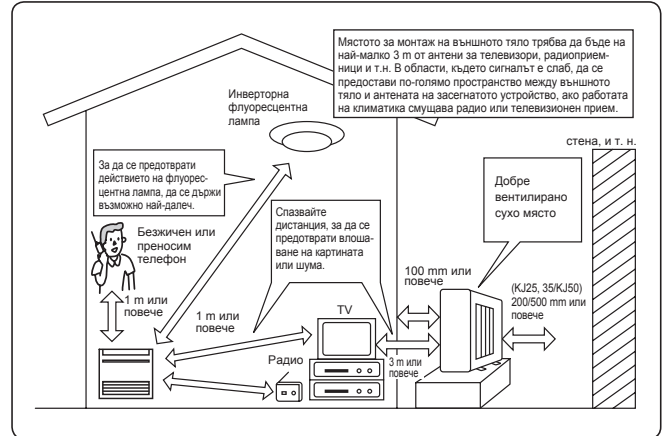 Мястото за монтаж на външното тяло трябва да бъде на
най-малко 3 m от антени за телевизори, радиоприем-
ници и т.н. В области, където сигналът е слаб, да се
предостави по-голямо пространство между външното
тяло и антената на засегнатото устройство, ако работата
на климатика смущава радио или телевизионен прием.
Инверторна
флуоресцентна
лампа
стена, и т. н.
За да се предотврати
действието на флуорес-
центна лампа, да се държи
възможно най-далеч.
Добре
вентилирано
сухо място
Спазвайте
дистанция, за да се
предотврати влоша-
ване на картината
или шума.
Безжичен или
преносим
телефон
100 mm или
повече
(KJ25, 35/KJ50)
200/500 mm или
повече
1 m или
повече
1 m или
повече
TV
Радио
3 m или
повече